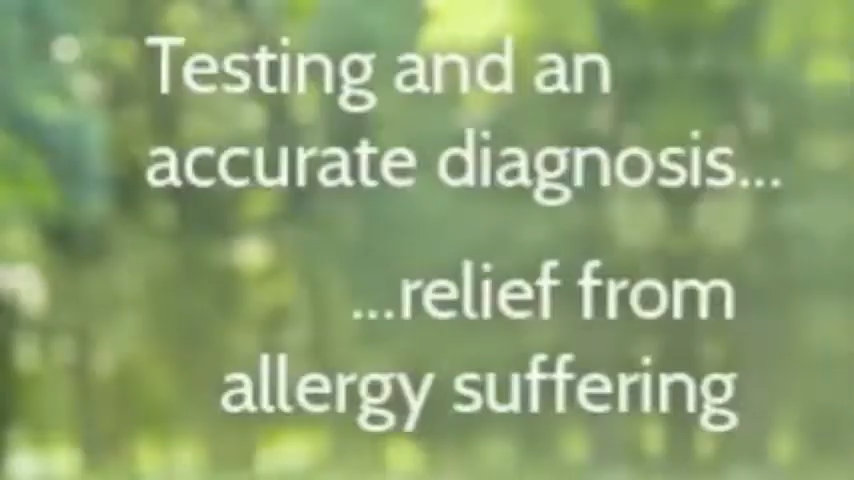 Testing and an
accurate diagnosis...
...relief from
allergy suffering